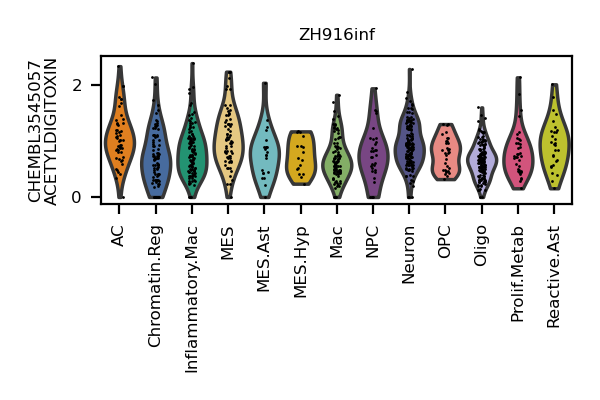 ZH916inf
CHEMBL3545057
ACETYLDIGITOXIN
2
0
AC
Chromatin.Reg
Inflammatory.Mac
MES
MES.Ast
MES.Hyp
Mac
NPC
Neuron
OPC
Oligo
Prolif.Metab
Reactive.Ast